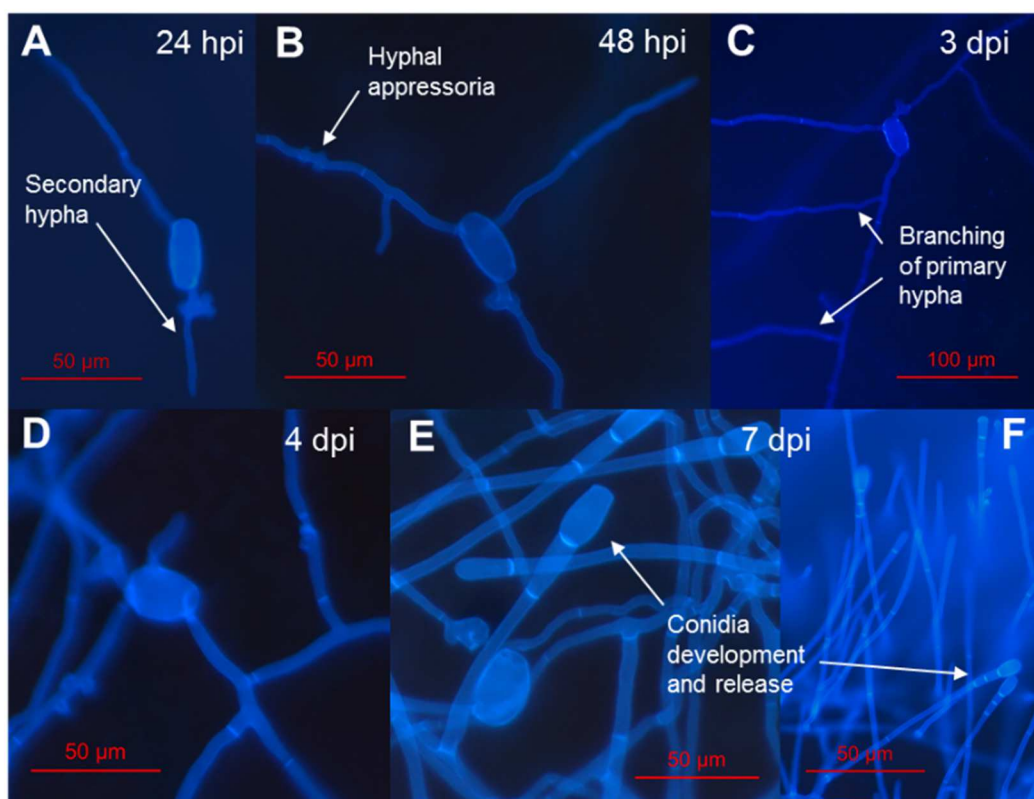 A
24 hpi
B
48 hpi
C
3 dpi
Hyphal
appressoria
Secondary
hypha
Branching
of primary
hypha
50 µm
50 µm
100 µm
D
4 dpi
E
7 dpi
F
Conidia
development
and release
50 µm
50 µm
50 µm